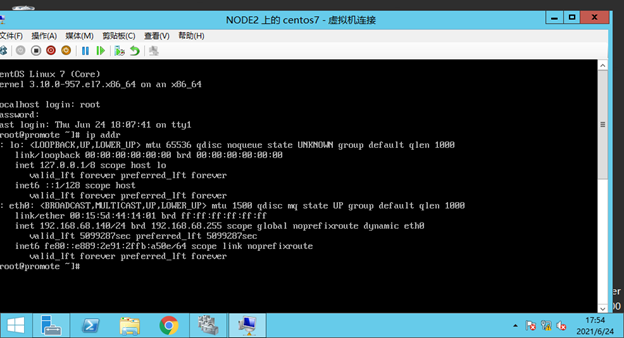 NODE2 上的 centos7 - 虚拟机连接
文件(F) 操作(A) 媒体(M) 剪贴板(C) 查看(V) 帮助(H)
entOS Linux 7 (Core)
ernel 3.10.0-957.el7.x86_64 on an x86_64
ocalhost login: root
assword:
ast login: Thu Jun 24 18:07:41 on tty1
root@promote ~]# ip addr
: lo: <LOOPBACK,UP,LOWER_UP> mtu 65536 qdisc noqueue state UNKNOWN group default qlen 1000
link/loopback 00:00:00:00:00:00 brd 00:00:00:00:00:00
inet 127.0.0.1/8 scope host lo
valid_lft forever preferred_lft forever
inet6 ::1/128 scope host
valid_lft forever preferred_lft forever
: eth0: <BROADCAST,MULTICAST,UP,LOWER_UP> mtu 1500 qdisc mq state UP group default qlen 1000
link/ether 00:15:5d:44:14:01 brd ff:ff:ff:ff:ff:ff
inet 192.168.68.140/24 brd 192.168.68.255 scope global noprefixroute dynamic eth0
valid_lft 5099287sec preferred_lft 5099287sec
inet6 fe80::e889:2e91:2ffb:a50e/64 scope link noprefixroute
valid_lft forever preferred_lft forever
root@promote ~]#
er
00
17:54
2021/6/24